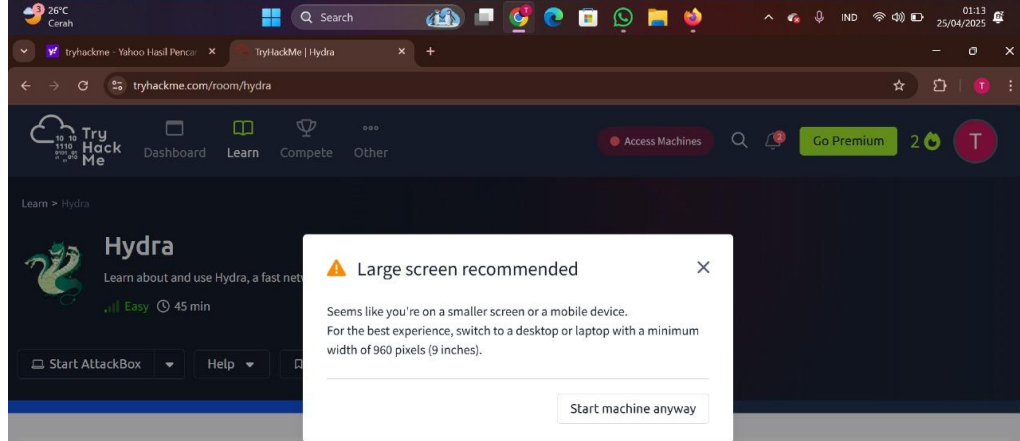 3
26°C
Cerah
Search
IND
01:13
25/04/2025
tryhackme - Yahoo Hasil Pencar
TryHackMe | Hydra
tryhackme.com/room/hydra
T
Try
Hack
Me
Dashboard
Learn
Compete
Other
Access Machines
Go Premium
2
T
Learn > Hydra
Hydra
Learn about and use Hydra, a fast net
Easy 45 min
Start AttackBox
Help
Large screen recommended
Seems like you're on a smaller screen or a mobile device.
For the best experience, switch to a desktop or laptop with a minimum
width of 960 pixels (9 inches).
Start machine anyway